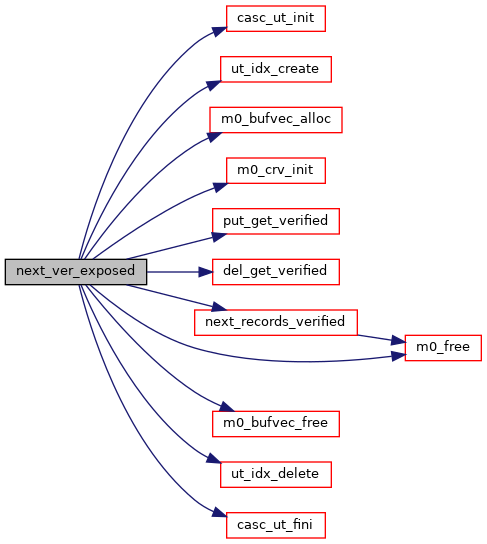 casc_ut_init
ut_idx_create
m0_bufvec_alloc
m0_crv_init
put_get_verified
next_ver_exposed
del_get_verified
next_records_verified
m0_free
m0_bufvec_free
ut_idx_delete
casc_ut_fini